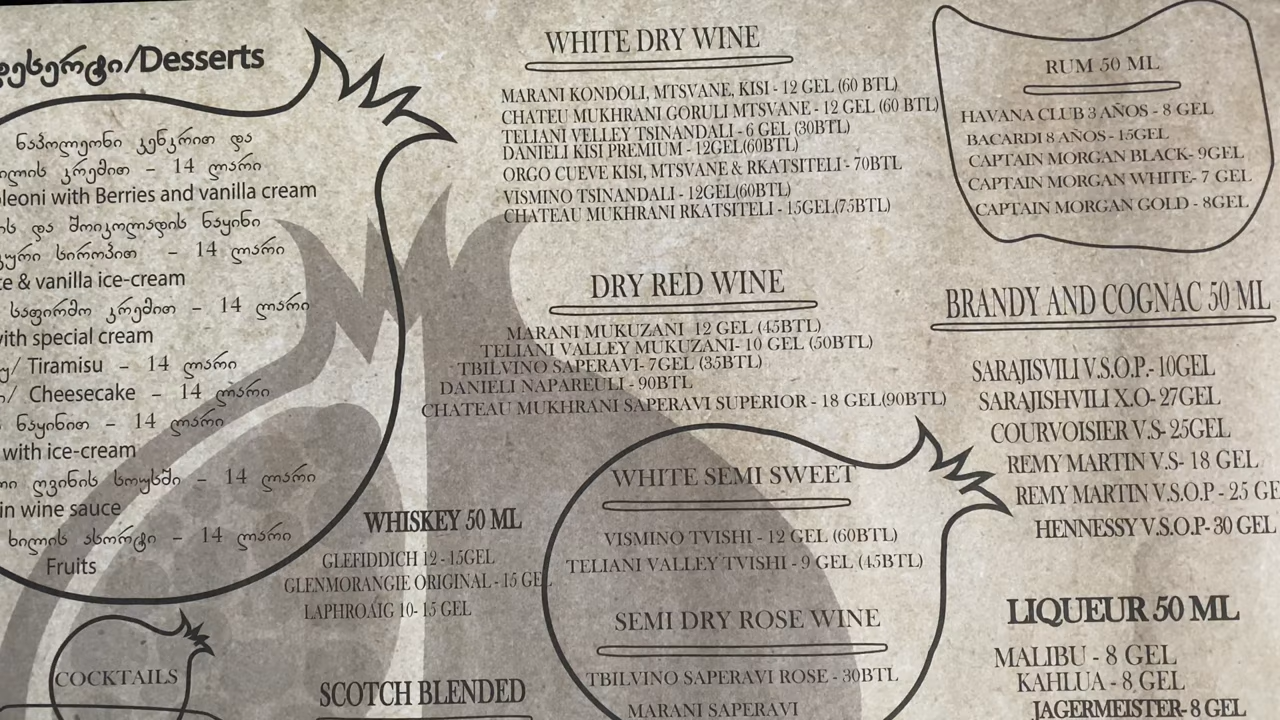 დესერტი/Desserts
ნაპოლეონი კენკრით და
კრემით – 14 ლარი
with Berries and vanilla cream
და შოკოლადის ნაყინი
სიროპით – 14 ლარი
& vanilla ice-cream
საფირმო კრემით – 14 ლარი
with special cream
/ Tiramisu – 14 ლარი
/ Cheesecake – 14 ლარი
ნაყინით – 14 ლარი
with ice-cream
ღვინის სოუსში – 14 ლარი
in wine sauce
ხილის ასორტი – 14 ლარი
Fruits
COCKTAILS
WHISKEY 50 ML
GLEFIDDICH 12 -15GEL
GLENMORANGIE ORIGINAL - 15 GEL
LAPHROAIG 10- 15 GEL
SCOTCH BLENDED
WHITE DRY WINE
MARANI KONDOLI, MTSVANE, KISI - 12 GEL (60 BTL)
CHATEU MUKHRANI GORULI MTSVANE - 12 GEL (60 BTL)
TELIANI VELLEY TSINANDALI - 6 GEL (30BTL)
DANIELI KISI PREMIUM - 12GEL(60BTL)
ORGO CUEVE KISI, MTSVANE & RKATSITELI - 70BTL
VISMINO TSINANDALI - 12GEL(60BTL)
CHATEAU MUKHRANI RKATSITELI - 15GEL(75BTL)
DRY RED WINE
MARANI MUKUZANI 12 GEL (45BTL)
TELIANI VALLEY MUKUZANI- 10 GEL (50BTL)
TBILVINO SAPERAVI- 7GEL (35BTL)
DANIELI NAPAREULI - 90BTL
CHATEAU MUKHRANI SAPERAVI SUPERIOR - 18 GEL(90BTL)
WHITE SEMI SWEET
VISMINO TVISHI - 12 GEL (60BTL)
TELIANI VALLEY TVISHI - 9 GEL (45BTL)
SEMI DRY ROSE WINE
TBILVINO SAPERAVI ROSE - 30BTL
MARANI SAPERAVI
RUM 50 ML
HAVANA CLUB 3 AÑOS - 8 GEL
BACARDI 8 AÑOS - 15GEL
CAPTAIN MORGAN BLACK- 9GEL
CAPTAIN MORGAN WHITE- 7 GEL
CAPTAIN MORGAN GOLD - 8GEL
BRANDY AND COGNAC 50 ML
SARAJISVILI V.S.O.P.- 10GEL
SARAJISHVILI X.O- 27GEL
COURVOISIER V.S- 25GEL
REMY MARTIN V.S- 18 GEL
REMY MARTIN V.S.O.P - 25 GE
HENNESSY V.S.O.P- 30 GEL
LIQUEUR 50 ML
MALIBU - 8 GEL
KAHLUA - 8 GEL
JAGERMEISTER- 8 GEL